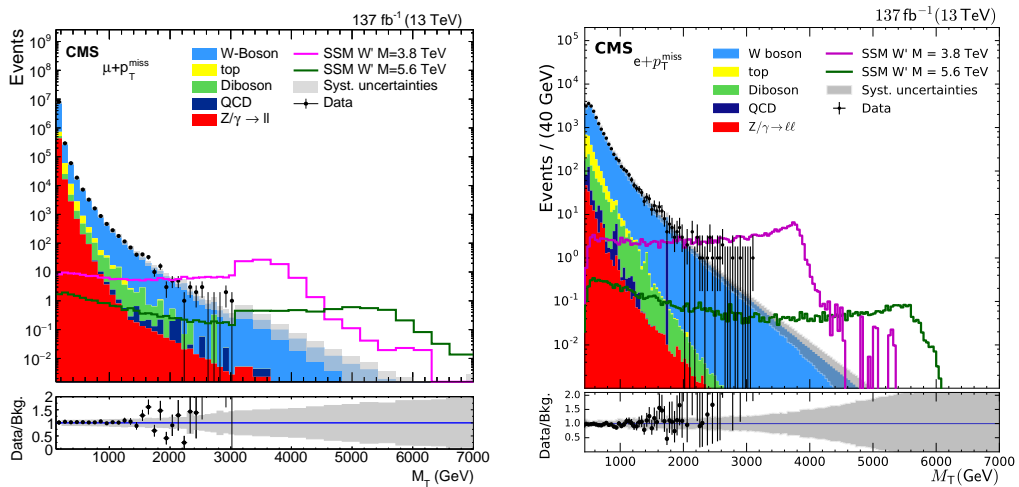 137 fb⁻¹ (13 TeV)
Events
10⁹
10⁸
10⁷
10⁶
10⁵
10⁴
10³
10²
10
1
10⁻¹
10⁻²
CMS
μ+p_T^miss
W-Boson
top
Diboson
QCD
Z/γ → ll
SSM W' M=3.8 TeV
SSM W' M=5.6 TeV
Syst. uncertainties
Data
Data/Bkg.
2
1.5
1
0.5
0
1000 2000 3000 4000 5000 6000 7000
M_T (GeV)
137 fb⁻¹ (13 TeV)
Events / (40 GeV)
10⁵
10⁴
10³
10²
10¹
10⁰
10⁻¹
10⁻²
CMS
e+p_T^miss
W boson
top
Diboson
QCD
Z/γ→ℓℓ
SSM W' M = 3.8 TeV
SSM W' M = 5.6 TeV
Syst. uncertainties
Data
Data/Bkg.
2.0
1.5
1.0
0.5
1000 2000 3000 4000 5000 6000 7000
M_T(GeV)